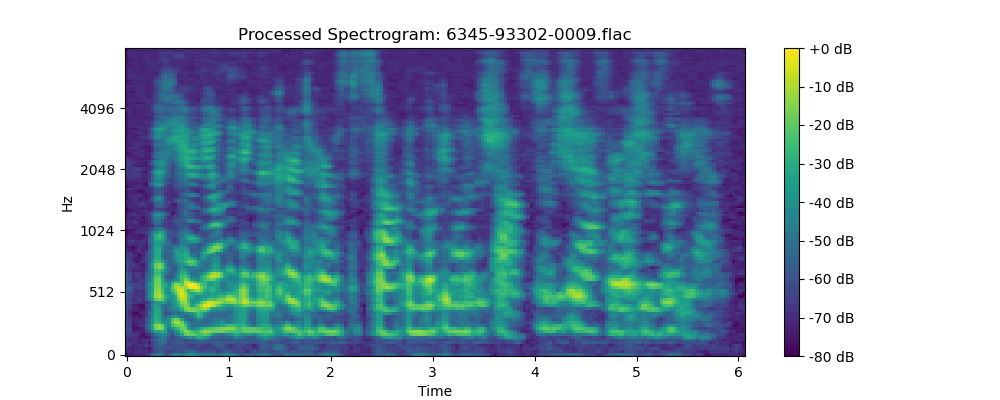 Processed Spectrogram: 6345-93302-0009.flac
Hz
4096
2048
1024
512
0
0 1 2 3 4 5 6
Time
+0 dB
-10 dB
-20 dB
-30 dB
-40 dB
-50 dB
-60 dB
-70 dB
-80 dB